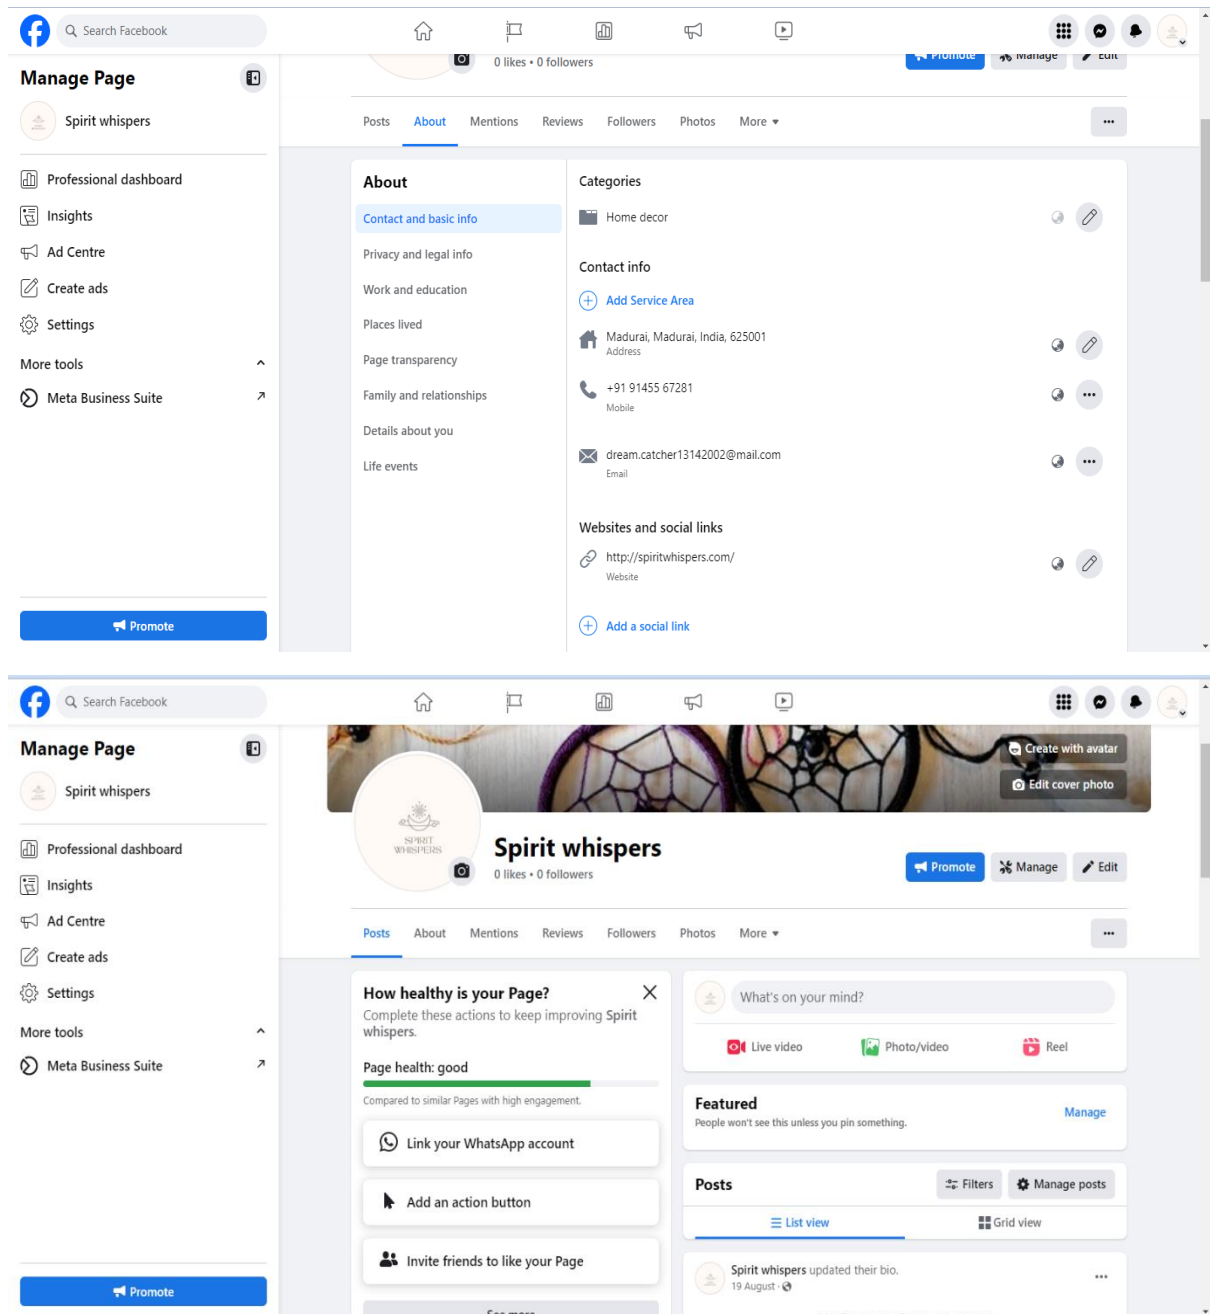 Search Facebook
Manage Page
Spirit whispers
Professional dashboard
Insights
Ad Centre
Create ads
Settings
More tools
Meta Business Suite
Promote
0 likes • 0 followers
Promote Manage Edit
Posts About Mentions Reviews Followers Photos More
About
Contact and basic info
Privacy and legal info
Work and education
Places lived
Page transparency
Family and relationships
Details about you
Life events
Categories
Home decor
Contact info
Add Service Area
Madurai, Madurai, India, 625001
Address
+91 91455 67281
Mobile
dream.catcher13142002@mail.com
Email
Websites and social links
http://spiritwhispers.com/
Website
Add a social link
Search Facebook
Manage Page
Spirit whispers
Professional dashboard
Insights
Ad Centre
Create ads
Settings
More tools
Meta Business Suite
Promote
Create with avatar
Edit cover photo
SPIRIT
WHISPERS
Spirit whispers
0 likes • 0 followers
Promote Manage Edit
Posts About Mentions Reviews Followers Photos More
How healthy is your Page?
Complete these actions to keep improving Spirit
whispers.
Page health: good
Compared to similar Pages with high engagement.
Link your WhatsApp account
Add an action button
Invite friends to like your Page
See more
What's on your mind?
Live video Photo/video Reel
Featured
People won't see this unless you pin something.
Manage
Posts
Filters Manage posts
List view Grid view
Spirit whispers updated their bio.
19 August